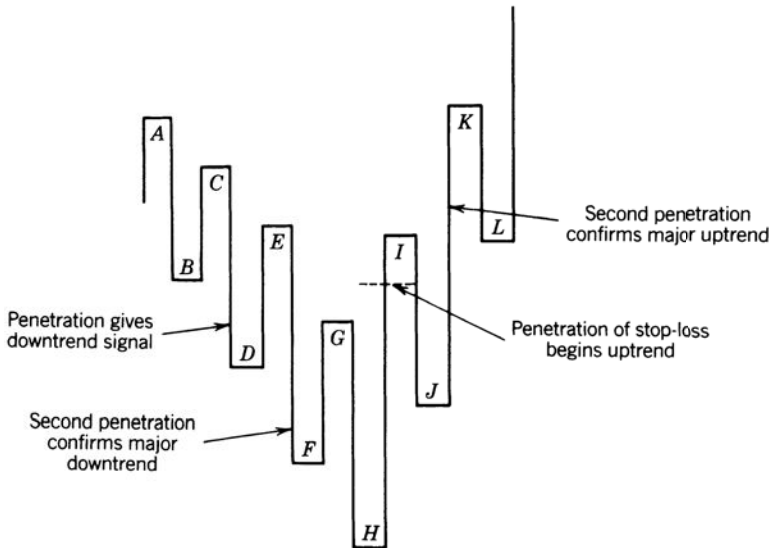 A
B
C
D
E
F
G
H
I
J
K
L
Penetration gives
downtrend signal
Second penetration
confirms major
downtrend
Second penetration
confirms major uptrend
Penetration of stop-loss
begins uptrend